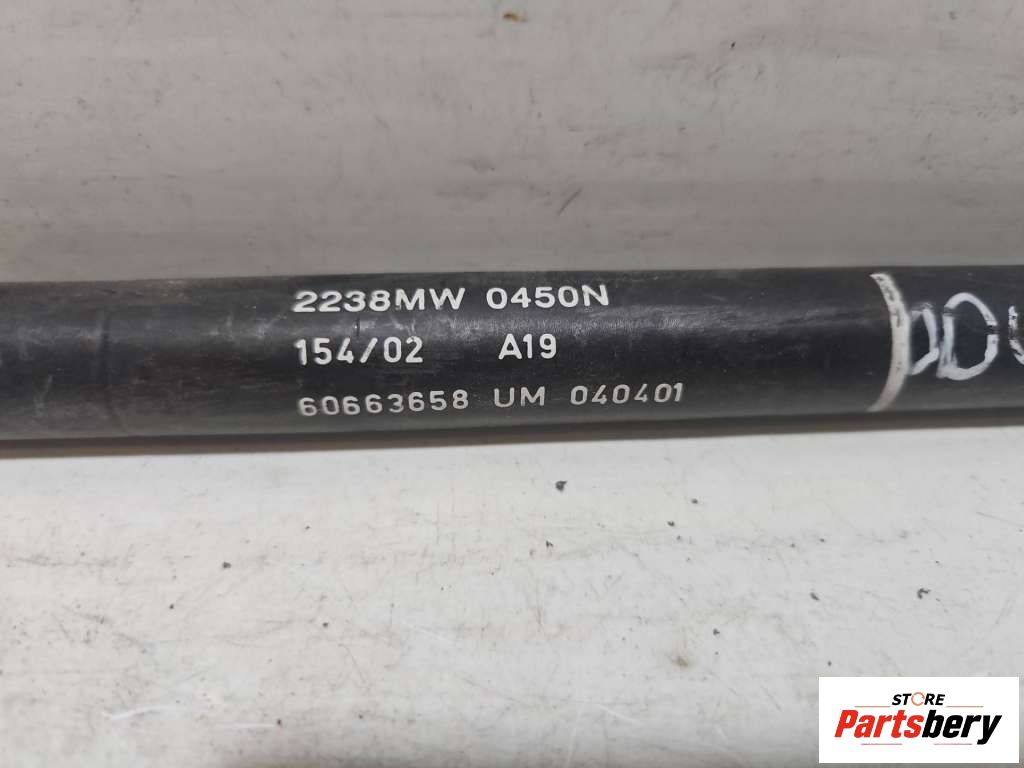 2238MW 0450N
154/02 A19
60663658 UM 040401
STORE
Partsbery